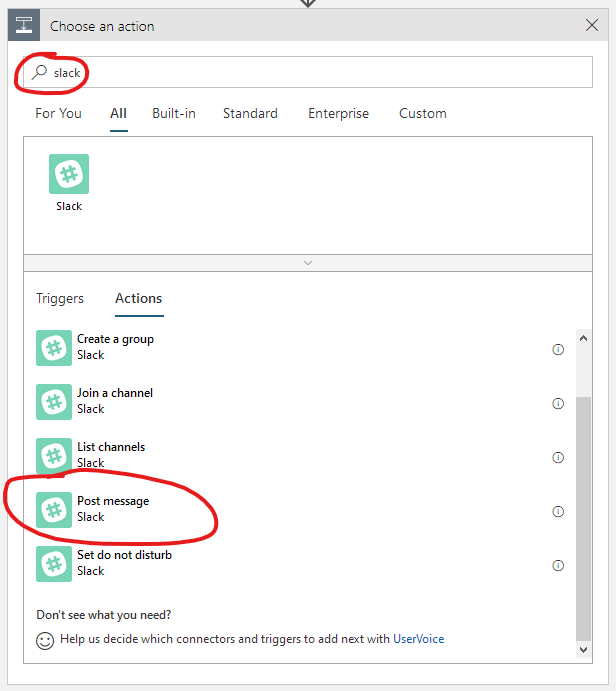 Choose an action
slack
For You All Built-in Standard Enterprise Custom
Slack
Triggers Actions
Create a group
Slack
Join a channel
Slack
List channels
Slack
Post message
Slack
Set do not disturb
Slack
Don't see what you need?
Help us decide which connectors and triggers to add next with UserVoice